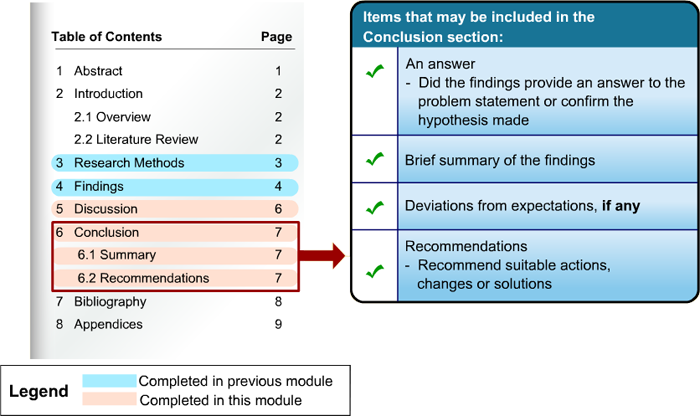 Table of Contents Page
1 Abstract 1
2 Introduction 2
2.1 Overview 2
2.2 Literature Review 2
3 Research Methods 3
4 Findings 4
5 Discussion 6
6 Conclusion 7
6.1 Summary 7
6.2 Recommendations 7
7 Bibliography 8
8 Appendices 9
Items that may be included in the
Conclusion section:
An answer
- Did the findings provide an answer to the
problem statement or confirm the
hypothesis made
Brief summary of the findings
Deviations from expectations, if any
Recommendations
- Recommend suitable actions,
changes or solutions
Legend
Completed in previous module
Completed in this module